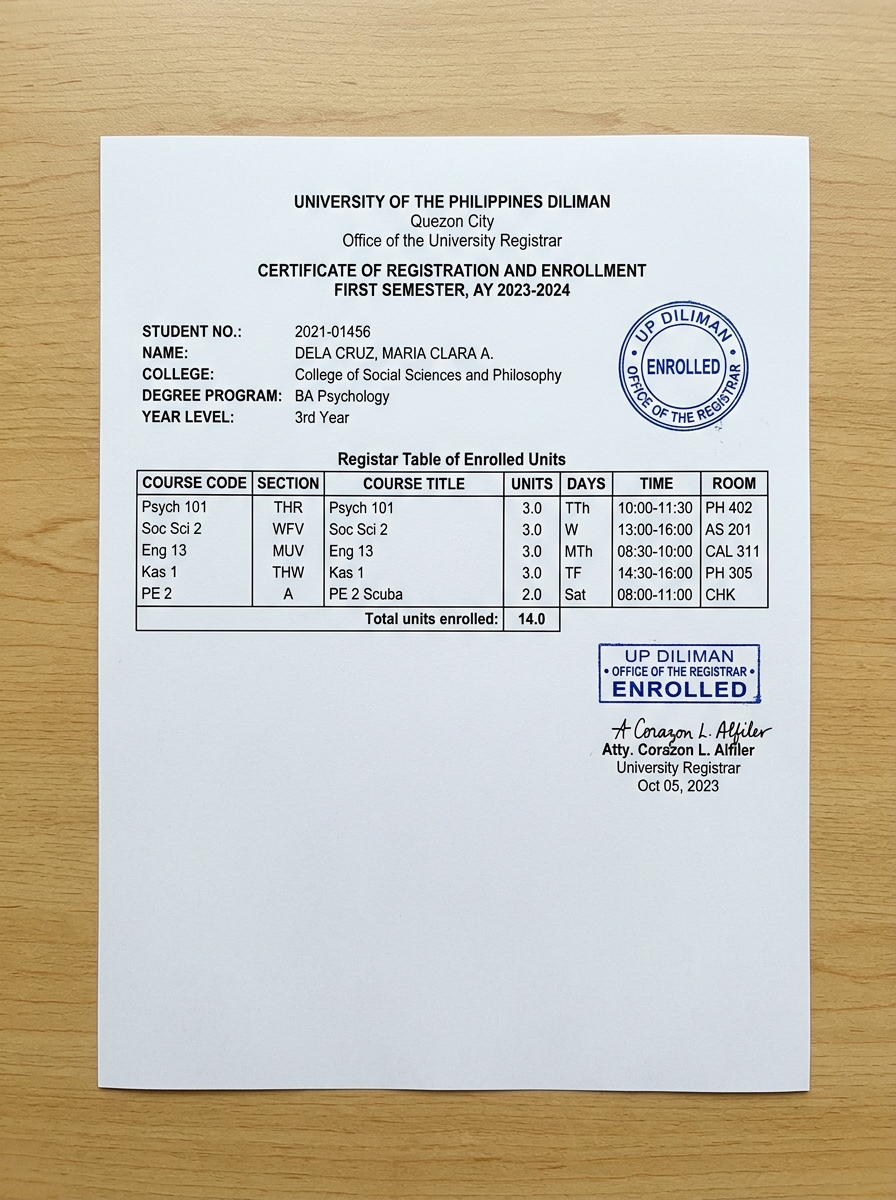 UNIVERSITY OF THE PHILIPPINES DILIMAN
Quezon City
Office of the University Registrar
CERTIFICATE OF REGISTRATION AND ENROLLMENT
FIRST SEMESTER, AY 2023-2024
STUDENT NO.: 2021-01456
NAME: DELA CRUZ, MARIA CLARA A.
COLLEGE: College of Social Sciences and Philosophy
DEGREE PROGRAM: BA Psychology
YEAR LEVEL: 3rd Year
• UP DILIMAN •
ENROLLED
OFFICE OF THE REGISTRAR
Registar Table of Enrolled Units
COURSE CODE SECTION COURSE TITLE UNITS DAYS TIME ROOM
Psych 101 THR Psych 101 3.0 TTh 10:00-11:30 PH 402
Soc Sci 2 WFV Soc Sci 2 3.0 W 13:00-16:00 AS 201
Eng 13 MUV Eng 13 3.0 MTh 08:30-10:00 CAL 311
Kas 1 THW Kas 1 3.0 TF 14:30-16:00 PH 305
PE 2 A PE 2 Scuba 2.0 Sat 08:00-11:00 CHK
Total units enrolled: 14.0
UP DILIMAN
• OFFICE OF THE REGISTRAR •
ENROLLED
A Corazon L. Alfiler
Atty. Corazon L. Alfiler
University Registrar
Oct 05, 2023